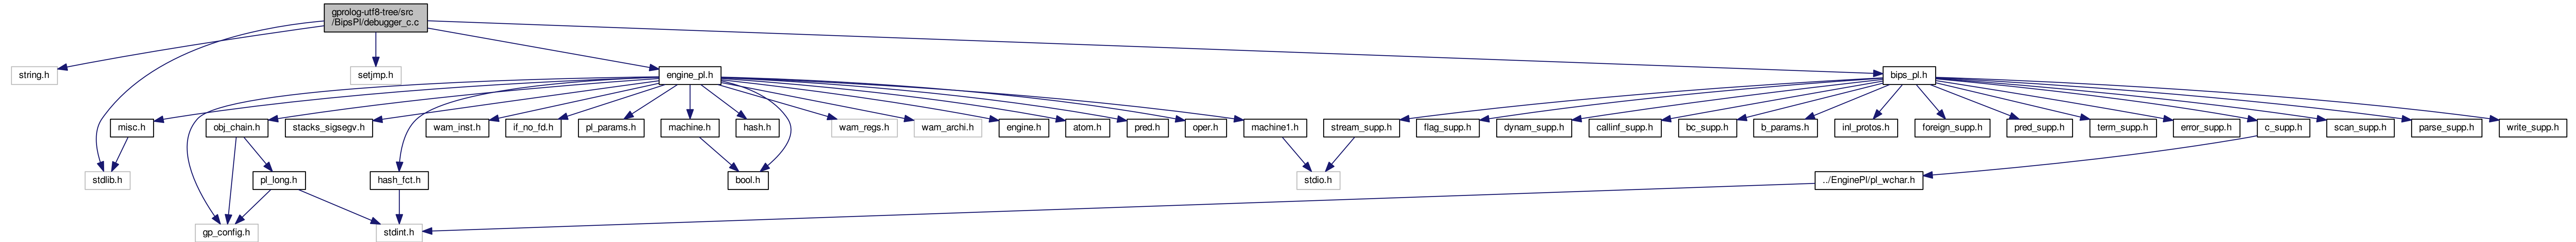 gprolog-utf8-tree/src
/BipsPl/debugger_c.c
string.h
setjmp.h
engine_pl.h
bips_pl.h
misc.h
obj_chain.h
stacks_sigsegv.h
wam_inst.h
if_no_fd.h
pl_params.h
machine.h
hash.h
wam_regs.h
wam_archi.h
engine.h
atom.h
pred.h
oper.h
machine1.h
stream_supp.h
flag_supp.h
dynam_supp.h
callinf_supp.h
bc_supp.h
b_params.h
inl_protos.h
foreign_supp.h
pred_supp.h
term_supp.h
error_supp.h
c_supp.h
scan_supp.h
parse_supp.h
write_supp.h
stdlib.h
pl_long.h
hash_fct.h
bool.h
stdio.h
../EnginePl/pl_wchar.h
gp_config.h
stdint.h